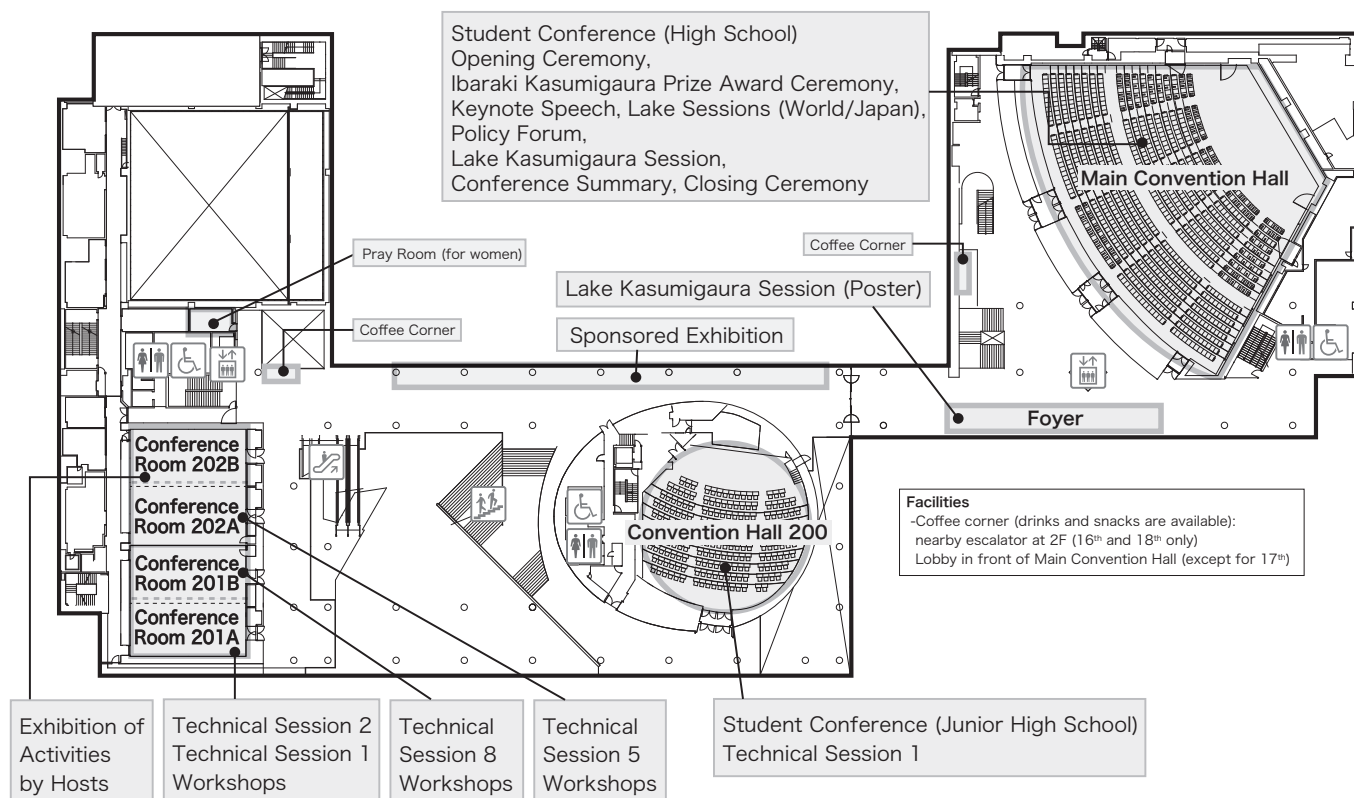 Student Conference (High School)
Opening Ceremony,
Ibaraki Kasumigaura Prize Award Ceremony,
Keynote Speech, Lake Sessions (World/Japan),
Policy Forum,
Lake Kasumigaura Session,
Conference Summary, Closing Ceremony
Main Convention Hall
Pray Room (for women)
Coffee Corner
Lake Kasumigaura Session (Poster)
Coffee Corner
Sponsored Exhibition
Foyer
Conference
Room 202B
Conference
Room 202A
Conference
Room 201B
Conference
Room 201A
Convention Hall 200
Facilities
-Coffee corner (drinks and snacks are available):
nearby escalator at 2F (16th and 18th only)
Lobby in front of Main Convention Hall (except for 17th)
Exhibition of
Activities
by Hosts
Technical Session 2
Technical Session 1
Workshops
Technical
Session 8
Workshops
Technical
Session 5
Workshops
Student Conference (Junior High School)
Technical Session 1